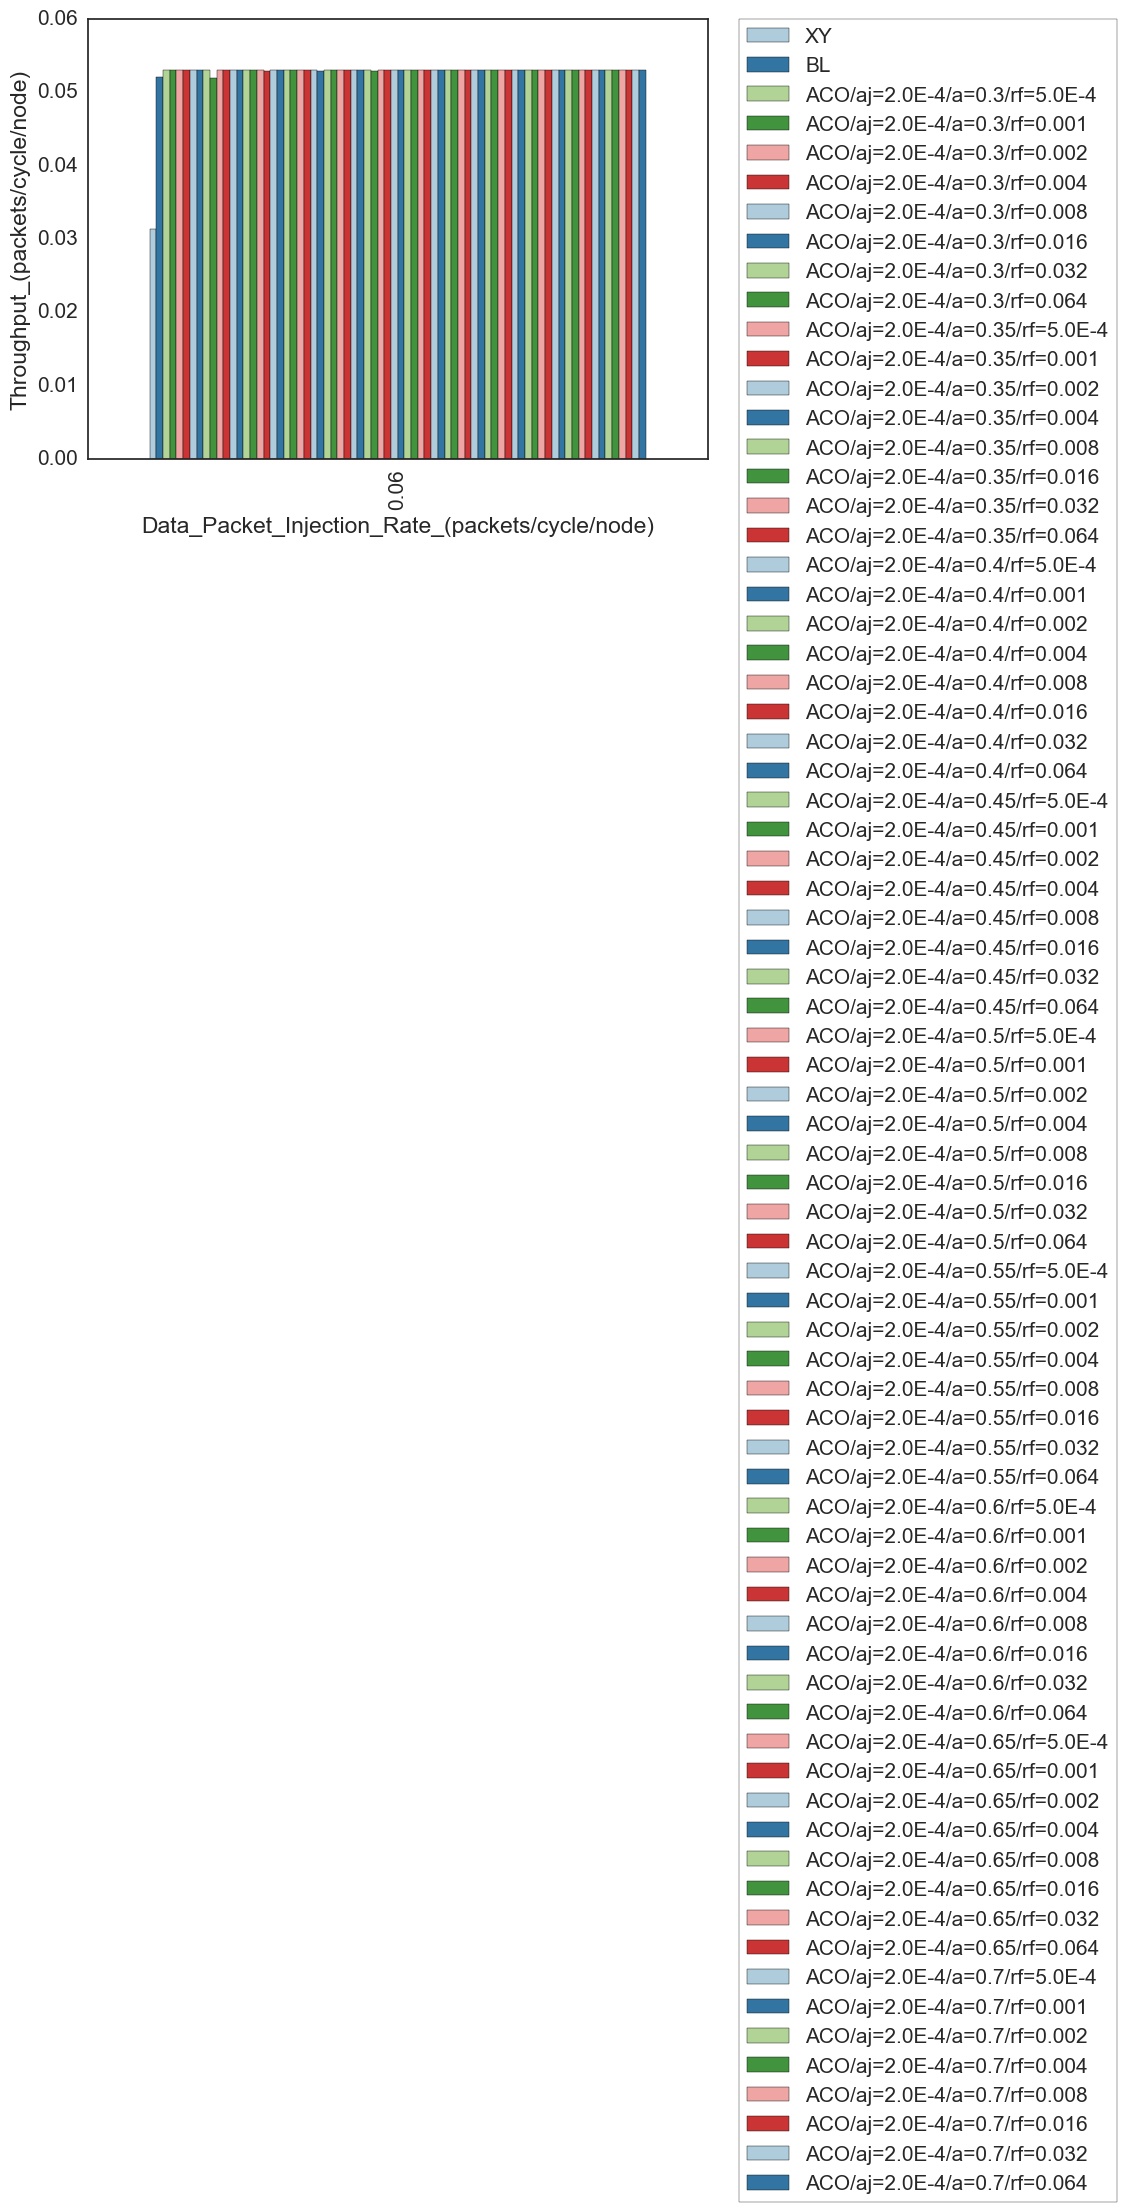 0.06
0.05
0.04
0.03
0.02
0.01
0.00
Throughput_(packets/cycle/node)
0.06
Data_Packet_Injection_Rate_(packets/cycle/node)
XY
BL
ACO/aj=2.0E-4/a=0.3/rf=5.0E-4
ACO/aj=2.0E-4/a=0.3/rf=0.001
ACO/aj=2.0E-4/a=0.3/rf=0.002
ACO/aj=2.0E-4/a=0.3/rf=0.004
ACO/aj=2.0E-4/a=0.3/rf=0.008
ACO/aj=2.0E-4/a=0.3/rf=0.016
ACO/aj=2.0E-4/a=0.3/rf=0.032
ACO/aj=2.0E-4/a=0.3/rf=0.064
ACO/aj=2.0E-4/a=0.35/rf=5.0E-4
ACO/aj=2.0E-4/a=0.35/rf=0.001
ACO/aj=2.0E-4/a=0.35/rf=0.002
ACO/aj=2.0E-4/a=0.35/rf=0.004
ACO/aj=2.0E-4/a=0.35/rf=0.008
ACO/aj=2.0E-4/a=0.35/rf=0.016
ACO/aj=2.0E-4/a=0.35/rf=0.032
ACO/aj=2.0E-4/a=0.35/rf=0.064
ACO/aj=2.0E-4/a=0.4/rf=5.0E-4
ACO/aj=2.0E-4/a=0.4/rf=0.001
ACO/aj=2.0E-4/a=0.4/rf=0.002
ACO/aj=2.0E-4/a=0.4/rf=0.004
ACO/aj=2.0E-4/a=0.4/rf=0.008
ACO/aj=2.0E-4/a=0.4/rf=0.016
ACO/aj=2.0E-4/a=0.4/rf=0.032
ACO/aj=2.0E-4/a=0.4/rf=0.064
ACO/aj=2.0E-4/a=0.45/rf=5.0E-4
ACO/aj=2.0E-4/a=0.45/rf=0.001
ACO/aj=2.0E-4/a=0.45/rf=0.002
ACO/aj=2.0E-4/a=0.45/rf=0.004
ACO/aj=2.0E-4/a=0.45/rf=0.008
ACO/aj=2.0E-4/a=0.45/rf=0.016
ACO/aj=2.0E-4/a=0.45/rf=0.032
ACO/aj=2.0E-4/a=0.45/rf=0.064
ACO/aj=2.0E-4/a=0.5/rf=5.0E-4
ACO/aj=2.0E-4/a=0.5/rf=0.001
ACO/aj=2.0E-4/a=0.5/rf=0.002
ACO/aj=2.0E-4/a=0.5/rf=0.004
ACO/aj=2.0E-4/a=0.5/rf=0.008
ACO/aj=2.0E-4/a=0.5/rf=0.016
ACO/aj=2.0E-4/a=0.5/rf=0.032
ACO/aj=2.0E-4/a=0.5/rf=0.064
ACO/aj=2.0E-4/a=0.55/rf=5.0E-4
ACO/aj=2.0E-4/a=0.55/rf=0.001
ACO/aj=2.0E-4/a=0.55/rf=0.002
ACO/aj=2.0E-4/a=0.55/rf=0.004
ACO/aj=2.0E-4/a=0.55/rf=0.008
ACO/aj=2.0E-4/a=0.55/rf=0.016
ACO/aj=2.0E-4/a=0.55/rf=0.032
ACO/aj=2.0E-4/a=0.55/rf=0.064
ACO/aj=2.0E-4/a=0.6/rf=5.0E-4
ACO/aj=2.0E-4/a=0.6/rf=0.001
ACO/aj=2.0E-4/a=0.6/rf=0.002
ACO/aj=2.0E-4/a=0.6/rf=0.004
ACO/aj=2.0E-4/a=0.6/rf=0.008
ACO/aj=2.0E-4/a=0.6/rf=0.016
ACO/aj=2.0E-4/a=0.6/rf=0.032
ACO/aj=2.0E-4/a=0.6/rf=0.064
ACO/aj=2.0E-4/a=0.65/rf=5.0E-4
ACO/aj=2.0E-4/a=0.65/rf=0.001
ACO/aj=2.0E-4/a=0.65/rf=0.002
ACO/aj=2.0E-4/a=0.65/rf=0.004
ACO/aj=2.0E-4/a=0.65/rf=0.008
ACO/aj=2.0E-4/a=0.65/rf=0.016
ACO/aj=2.0E-4/a=0.65/rf=0.032
ACO/aj=2.0E-4/a=0.65/rf=0.064
ACO/aj=2.0E-4/a=0.7/rf=5.0E-4
ACO/aj=2.0E-4/a=0.7/rf=0.001
ACO/aj=2.0E-4/a=0.7/rf=0.002
ACO/aj=2.0E-4/a=0.7/rf=0.004
ACO/aj=2.0E-4/a=0.7/rf=0.008
ACO/aj=2.0E-4/a=0.7/rf=0.016
ACO/aj=2.0E-4/a=0.7/rf=0.032
ACO/aj=2.0E-4/a=0.7/rf=0.064